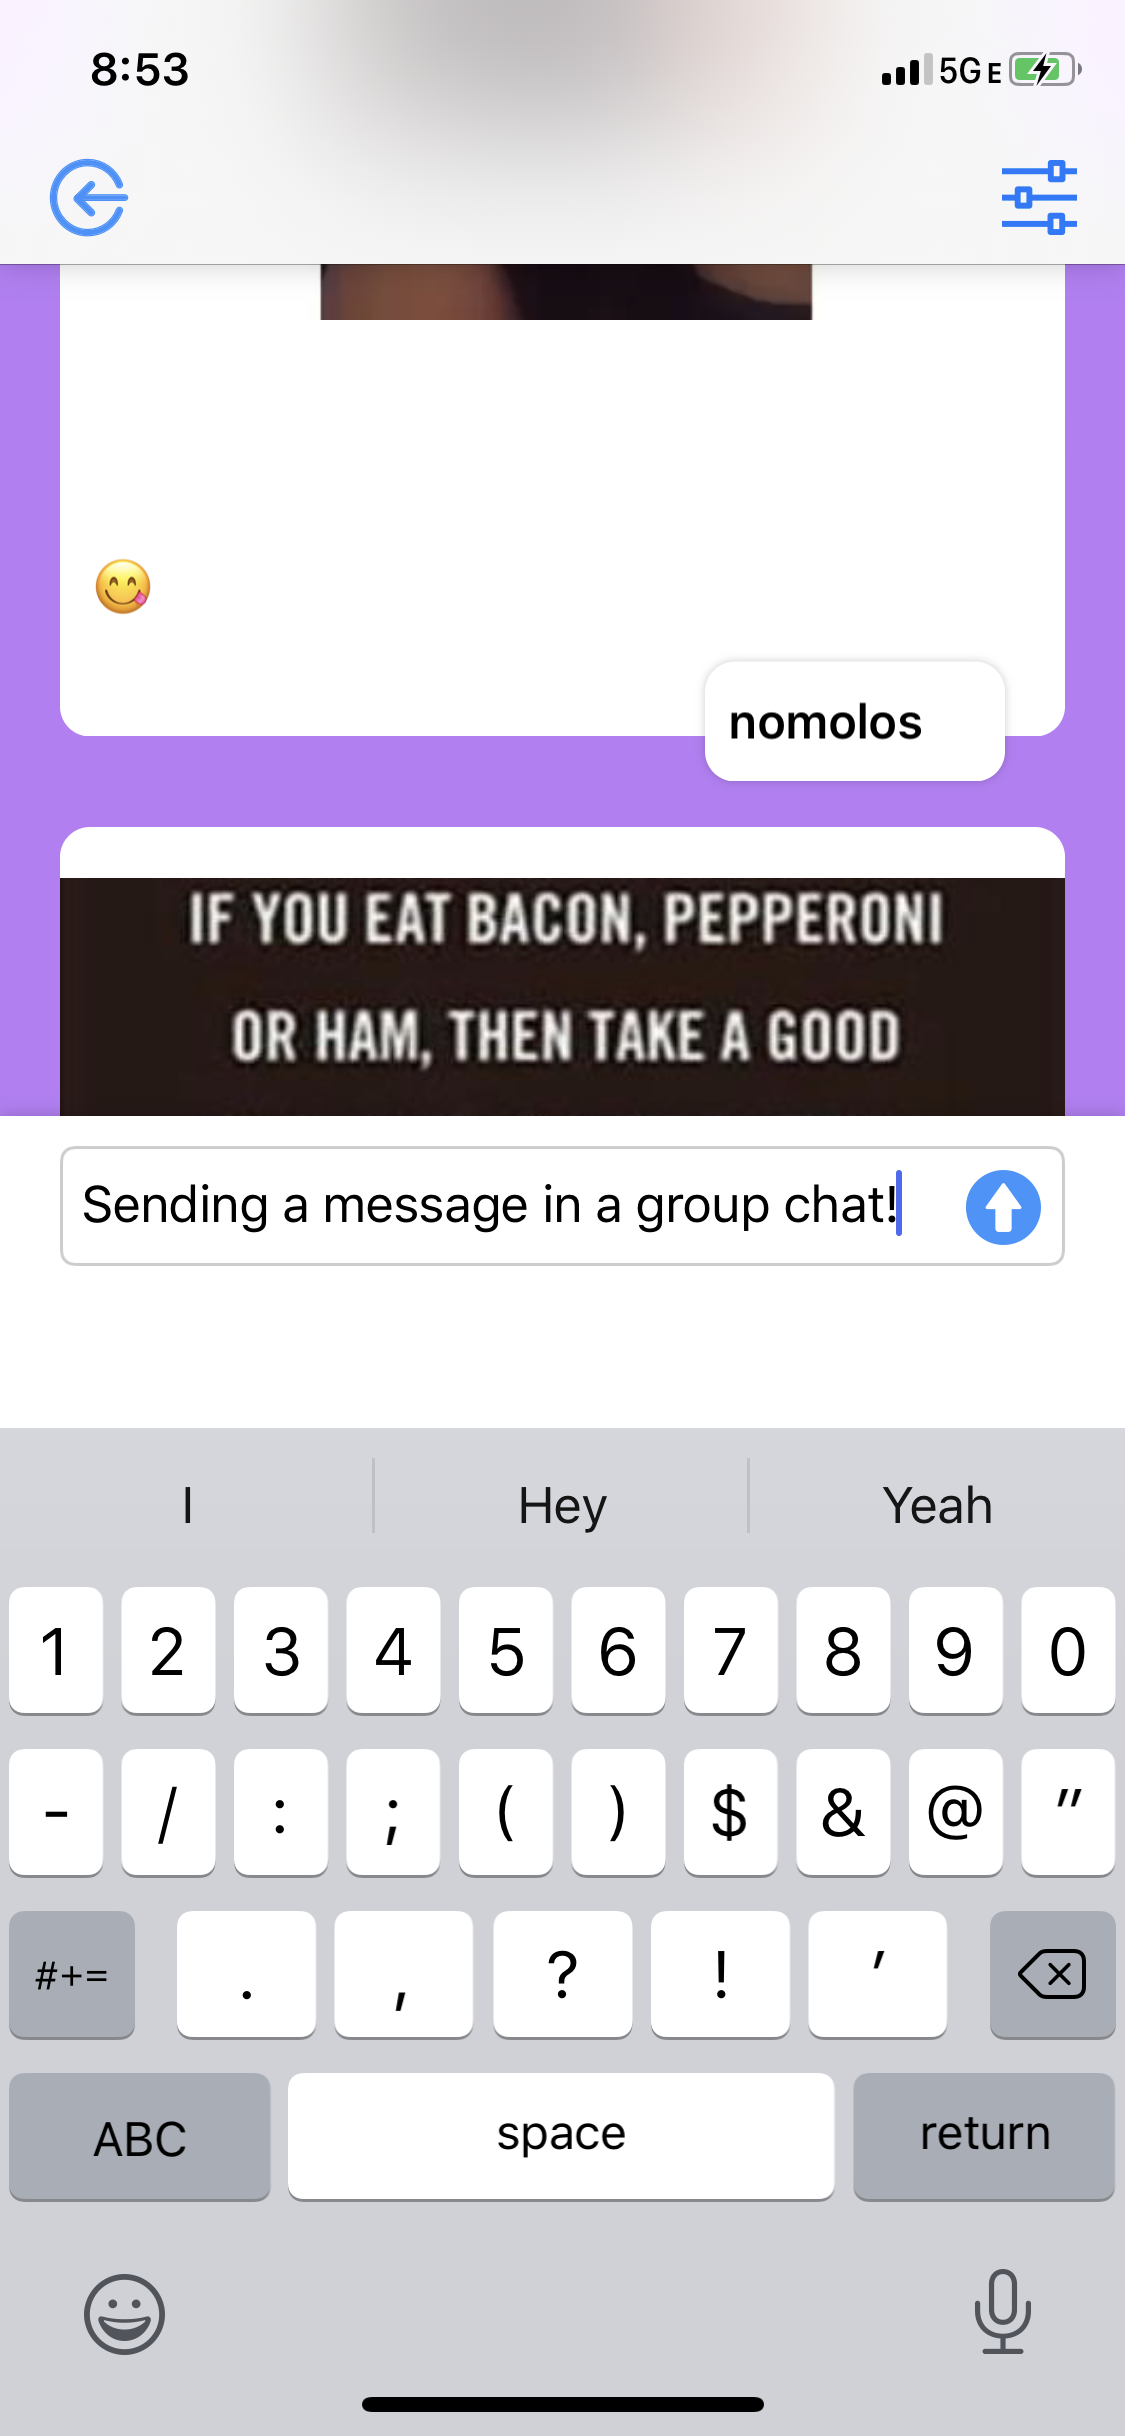 8:53
5GE
nomolos
IF YOU EAT BACON, PEPPERONI
OR HAM, THEN TAKE A GOOD
Sending a message in a group chat!
I Hey Yeah
1 2 3 4 5 6 7 8 9 0
- / : ; ( ) $ & @ "
#+= . , ? ! '
ABC space return